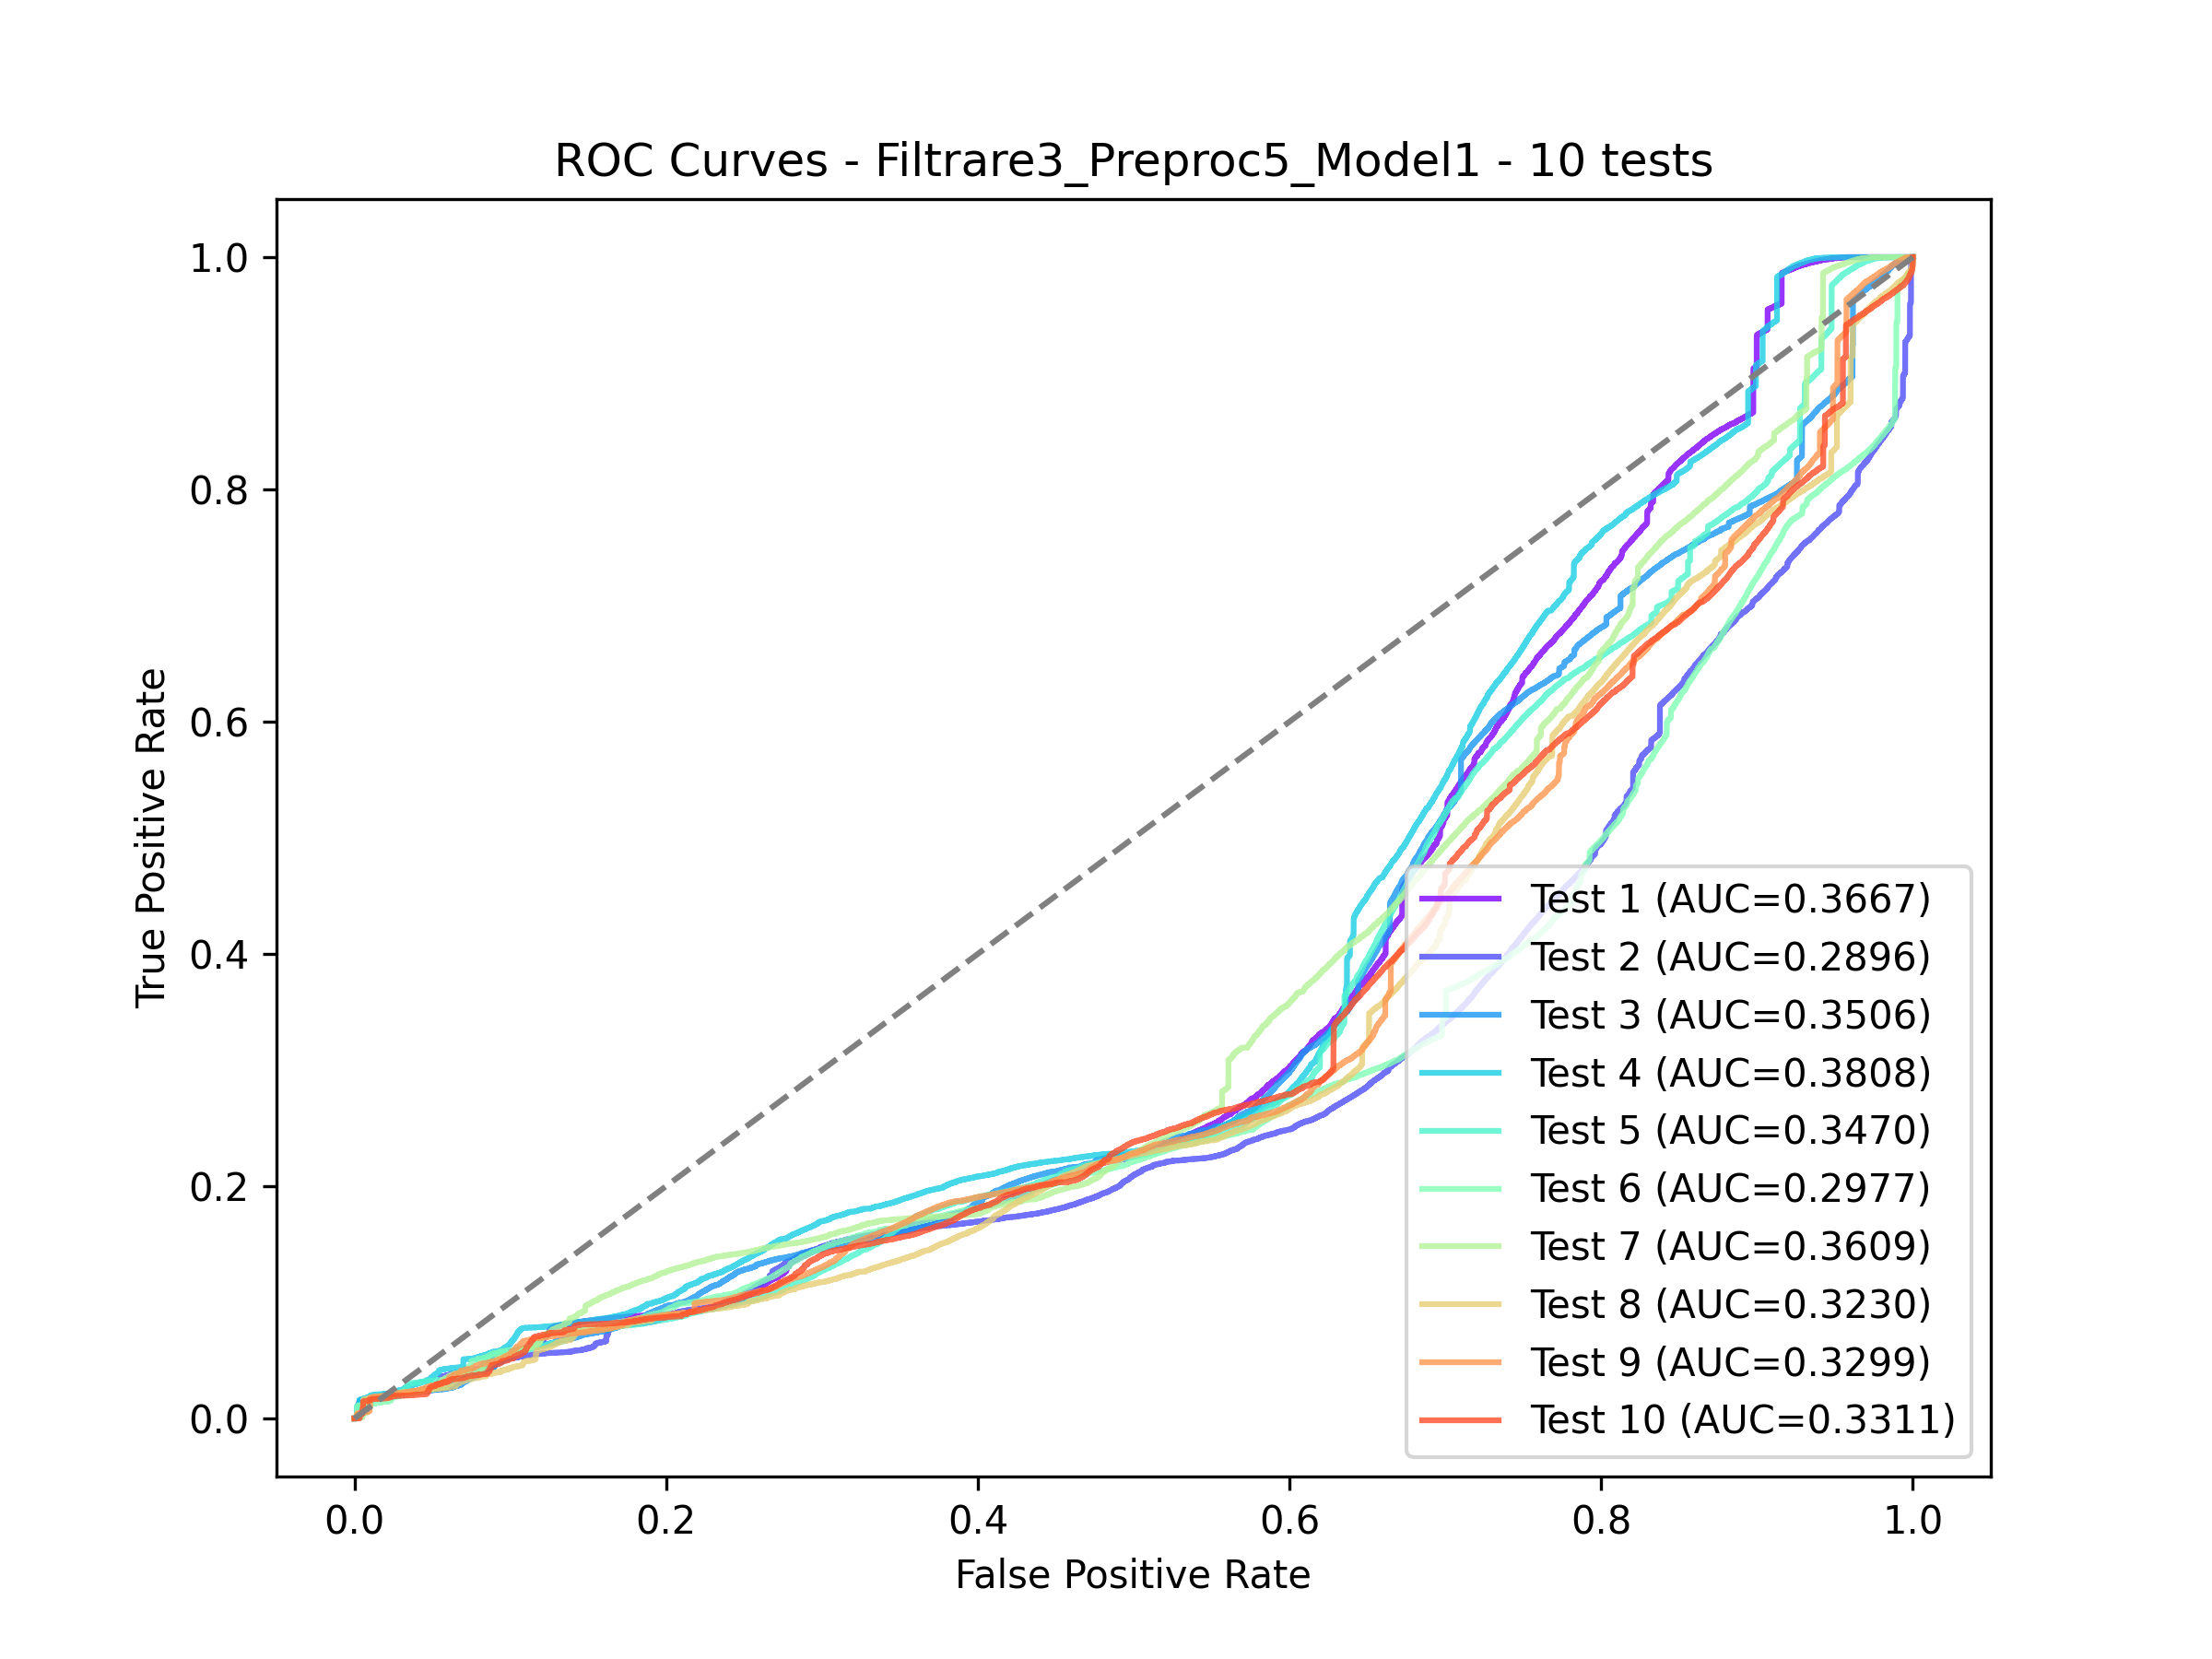 ROC Curves - Filtrare3_Preproc5_Model1 - 10 tests
True Positive Rate
1.0
0.8
0.6
0.4
0.2
0.0
Test 1 (AUC=0.3667)
Test 2 (AUC=0.2896)
Test 3 (AUC=0.3506)
Test 4 (AUC=0.3808)
Test 5 (AUC=0.3470)
Test 6 (AUC=0.2977)
Test 7 (AUC=0.3609)
Test 8 (AUC=0.3230)
Test 9 (AUC=0.3299)
Test 10 (AUC=0.3311)
0.0 0.2 0.4 0.6 0.8 1.0
False Positive Rate